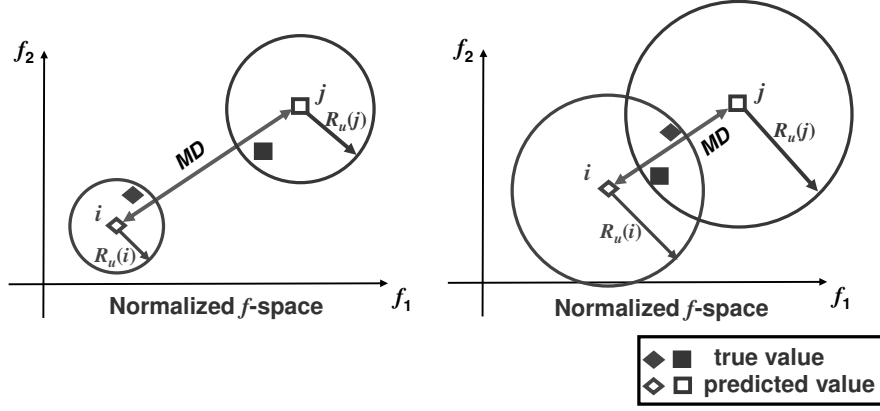 f₂
j
Rᵤ(j)
MD
i
Rᵤ(i)
f₁
Normalized f-space
f₂
j
Rᵤ(j)
MD
i
Rᵤ(i)
f₁
Normalized f-space
true value
predicted value